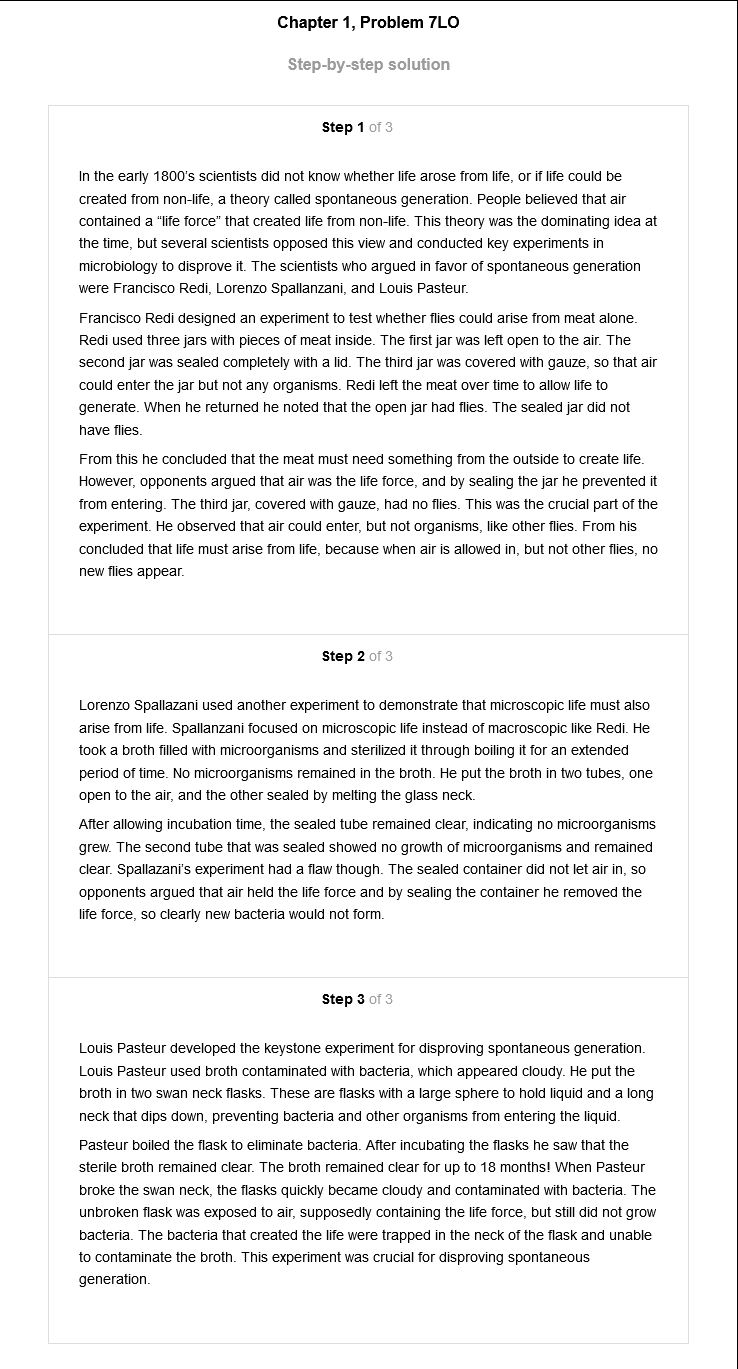 Chapter 1, Problem 7LO
Step-by-step solution
Step 1 of 3
In the early 1800's scientists did not know whether life arose from life, or if life could be
created from non-life, a theory called spontaneous generation. People believed that air
contained a “life force” that created life from non-life. This theory was the dominating idea at
the time, but several scientists opposed this view and conducted key experiments in
microbiology to disprove it. The scientists who argued in favor of spontaneous generation
were Francisco Redi, Lorenzo Spallanzani, and Louis Pasteur.
Francisco Redi designed an experiment to test whether flies could arise from meat alone.
Redi used three jars with pieces of meat inside. The first jar was left open to the air. The
second jar was sealed completely with a lid. The third jar was covered with gauze, so that air
could enter the jar but not any organisms. Redi left the meat over time to allow life to
generate. When he returned he noted that the open jar had flies. The sealed jar did not
have flies.
From this he concluded that the meat must need something from the outside to create life.
However, opponents argued that air was the life force, and by sealing the jar he prevented it
from entering. The third jar, covered with gauze, had no flies. This was the crucial part of the
experiment. He observed that air could enter, but not organisms, like other flies. From his
concluded that life must arise from life, because when air is allowed in, but not other flies, no
new flies appear.
Step 2 of 3
Lorenzo Spallazani used another experiment to demonstrate that microscopic life must also
arise from life. Spallanzani focused on microscopic life instead of macroscopic like Redi. He
took a broth filled with microorganisms and sterilized it through boiling it for an extended
period of time. No microorganisms remained in the broth. He put the broth in two tubes, one
open to the air, and the other sealed by melting the glass neck.
After allowing incubation time, the sealed tube remained clear, indicating no microorganisms
grew. The second tube that was sealed showed no growth of microorganisms and remained
clear. Spallazani's experiment had a flaw though. The sealed container did not let air in, so
opponents argued that air held the life force and by sealing the container he removed the
life force, so clearly new bacteria would not form.
Step 3 of 3
Louis Pasteur developed the keystone experiment for disproving spontaneous generation.
Louis Pasteur used broth contaminated with bacteria, which appeared cloudy. He put the
broth in two swan neck flasks. These are flasks with a large sphere to hold liquid and a long
neck that dips down, preventing bacteria and other organisms from entering the liquid.
Pasteur boiled the flask to eliminate bacteria. After incubating the flasks he saw that the
sterile broth remained clear. The broth remained clear for up to 18 months! When Pasteur
broke the swan neck, the flasks quickly became cloudy and contaminated with bacteria. The
unbroken flask was exposed to air, supposedly containing the life force, but still did not grow
bacteria. The bacteria that created the life were trapped in the neck of the flask and unable
to contaminate the broth. This experiment was crucial for disproving spontaneous
generation.